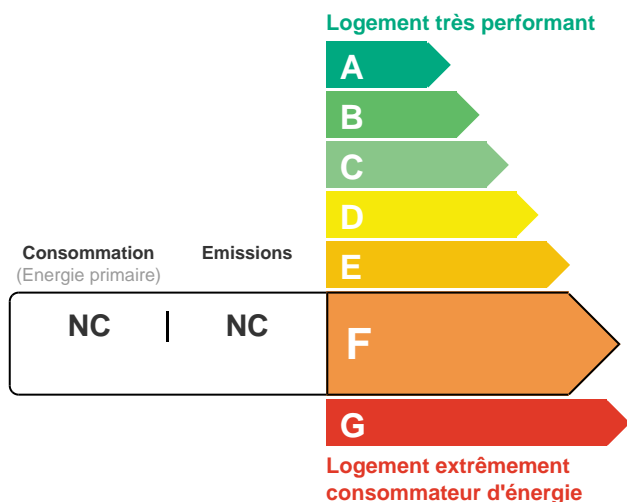 Logement très performant
A
B
C
D
Consommation Emissions
(Energie primaire)
E
NC | NC
F
G
Logement extrêmement
consommateur d'énergie